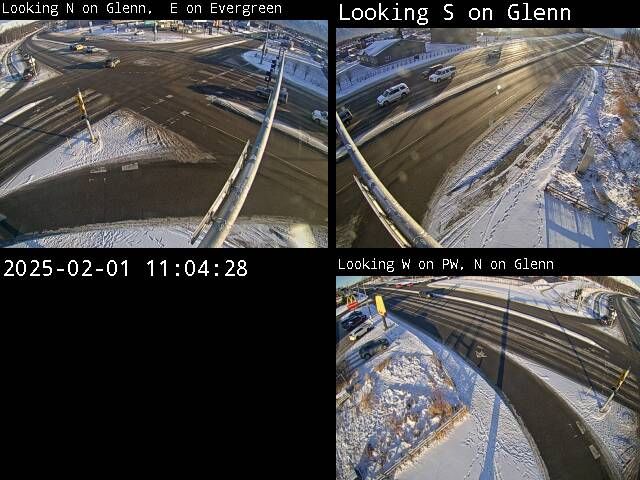 Looking N on Glenn,  E on Evergreen
Looking S on Glenn
2025-02-01 11:04:28
Looking W on PW, N on Glenn